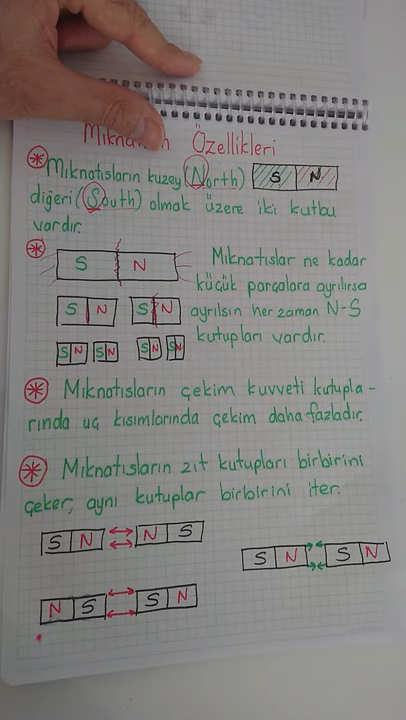 Özellikleri
Mıknatısların kuzey (North)
diğeri (South) olmak üzere iki kutbu
vardır.
S N
Mıknatıslar ne kadar
küçük parçalara ayrılırsa
ayrılsın her zaman N-S
kutupları vardır.
S N
S N S N
S N S N S N S N
Mıknatısların çekim kuvveti kutupla-
rında uç kısımlarında çekim daha fazladır.
Mıknatısların zıt kutupları birbirini
çeker, aynı kutuplar birbirini iter.
S N N S
S N S N
N S S N